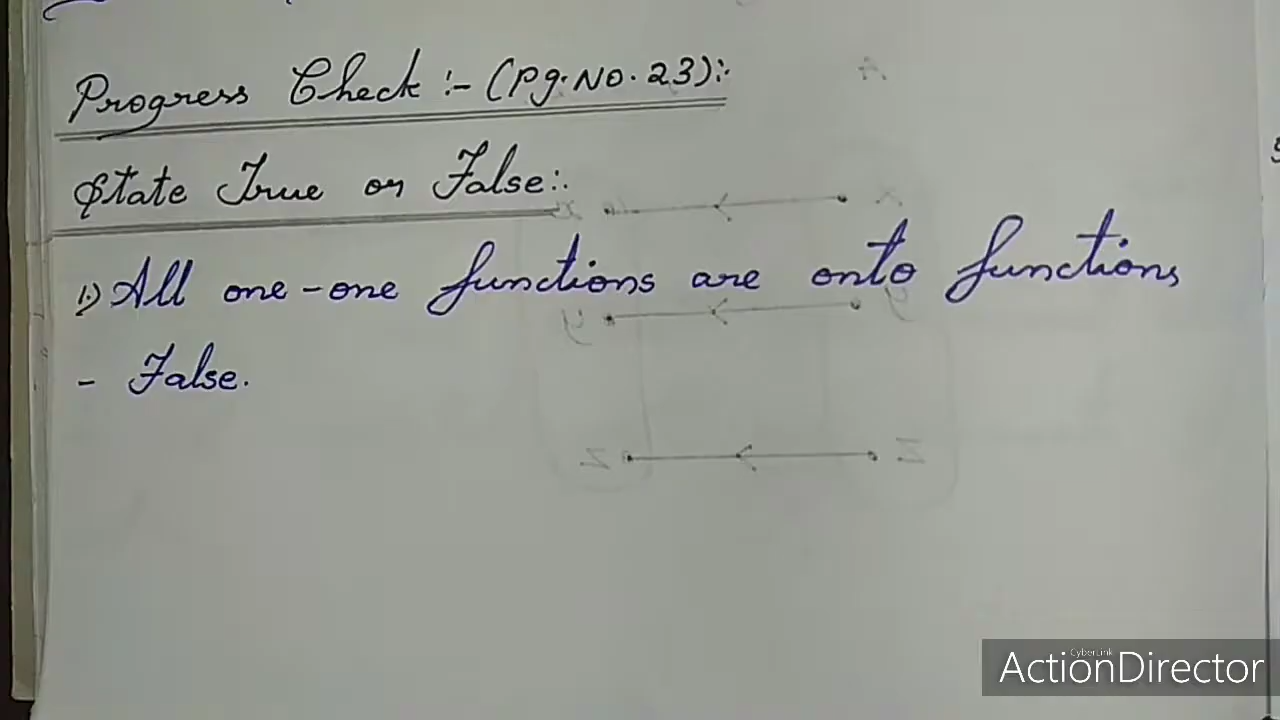 Progress Check :- (Pg. No. 23):-
State True or False:-
1.) All one-one functions are onto functions
- False.
CyberLink
ActionDirector